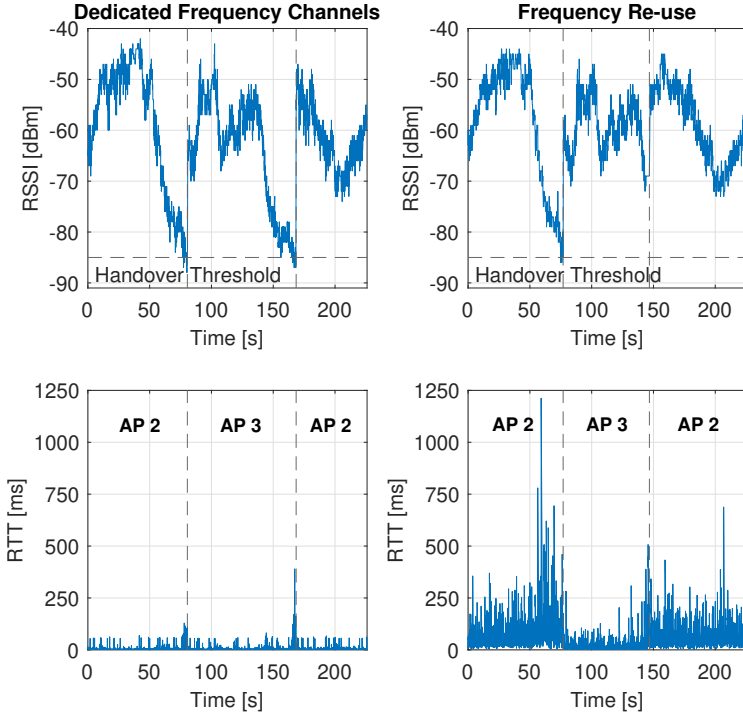 Dedicated Frequency Channels
Frequency Re-use
-40
-50
-60
-70
-80
-90
RSSI [dBm]
Handover Threshold
0 50 100 150 200
Time [s]
-40
-50
-60
-70
-80
-90
RSSI [dBm]
Handover Threshold
0 50 100 150 200
Time [s]
1250
1000
750
500
250
0
RTT [ms]
AP 2 AP 3 AP 2
0 50 100 150 200
Time [s]
1250
1000
750
500
250
0
RTT [ms]
AP 2 AP 3 AP 2
0 50 100 150 200
Time [s]